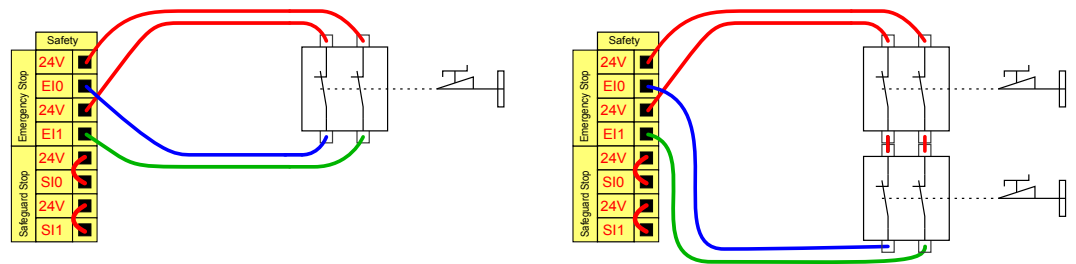 Safety
Emergency Stop
24V
EI0
24V
EI1
Safeguard Stop
24V
SI0
24V
SI1
Safety
Emergency Stop
24V
EI0
24V
EI1
Safeguard Stop
24V
SI0
24V
SI1